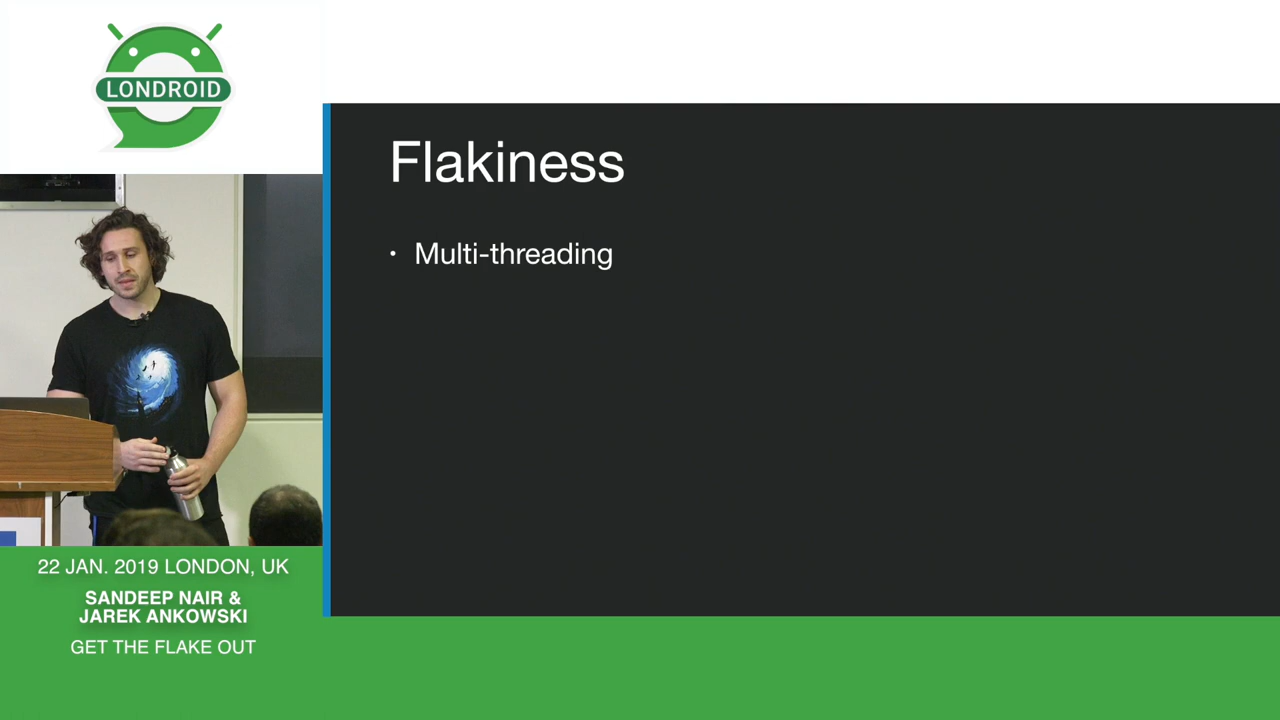 LONDROID
Flakiness
• Multi-threading
22 JAN. 2019 LONDON, UK
SANDEEP NAIR &
JAREK ANKOWSKI
GET THE FLAKE OUT